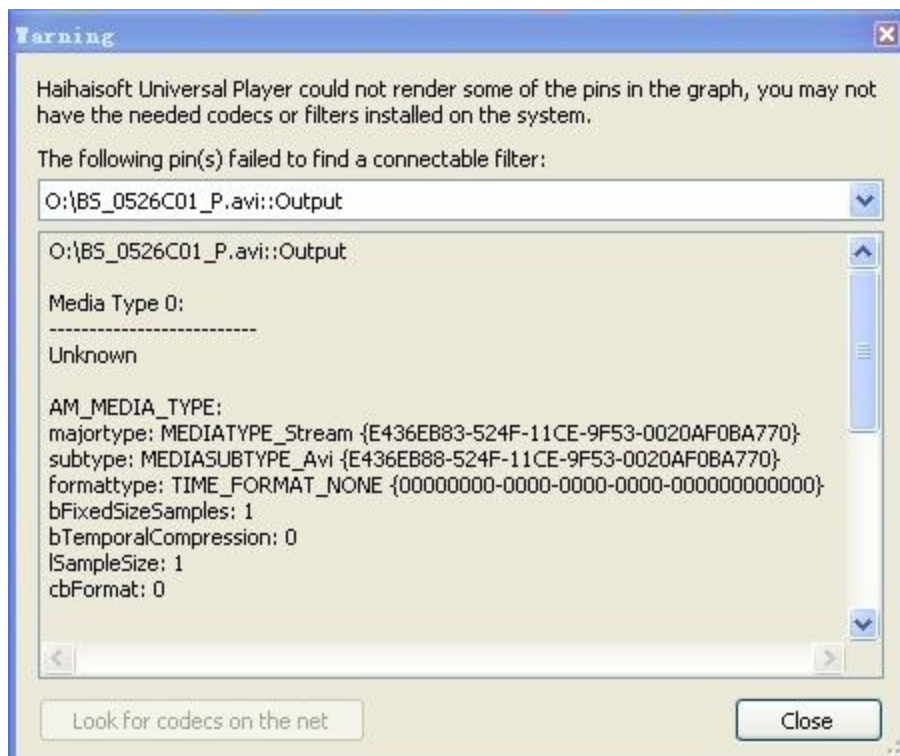 Warning
Haihaisoft Universal Player could not render some of the pins in the graph, you may not
have the needed codecs or filters installed on the system.
The following pin(s) failed to find a connectable filter:
O:\BS_0526C01_P.avi::Output
O:\BS_0526C01_P.avi::Output
Media Type 0:
--------------------------
Unknown
AM_MEDIA_TYPE:
majortype: MEDIATYPE_Stream {E436EB83-524F-11CE-9F53-0020AF0BA770}
subtype: MEDIASUBTYPE_Avi {E436EB88-524F-11CE-9F53-0020AF0BA770}
formattype: TIME_FORMAT_NONE {00000000-0000-0000-0000-000000000000}
bFixedSizeSamples: 1
bTemporalCompression: 0
lSampleSize: 1
cbFormat: 0
Look for codecs on the net
Close